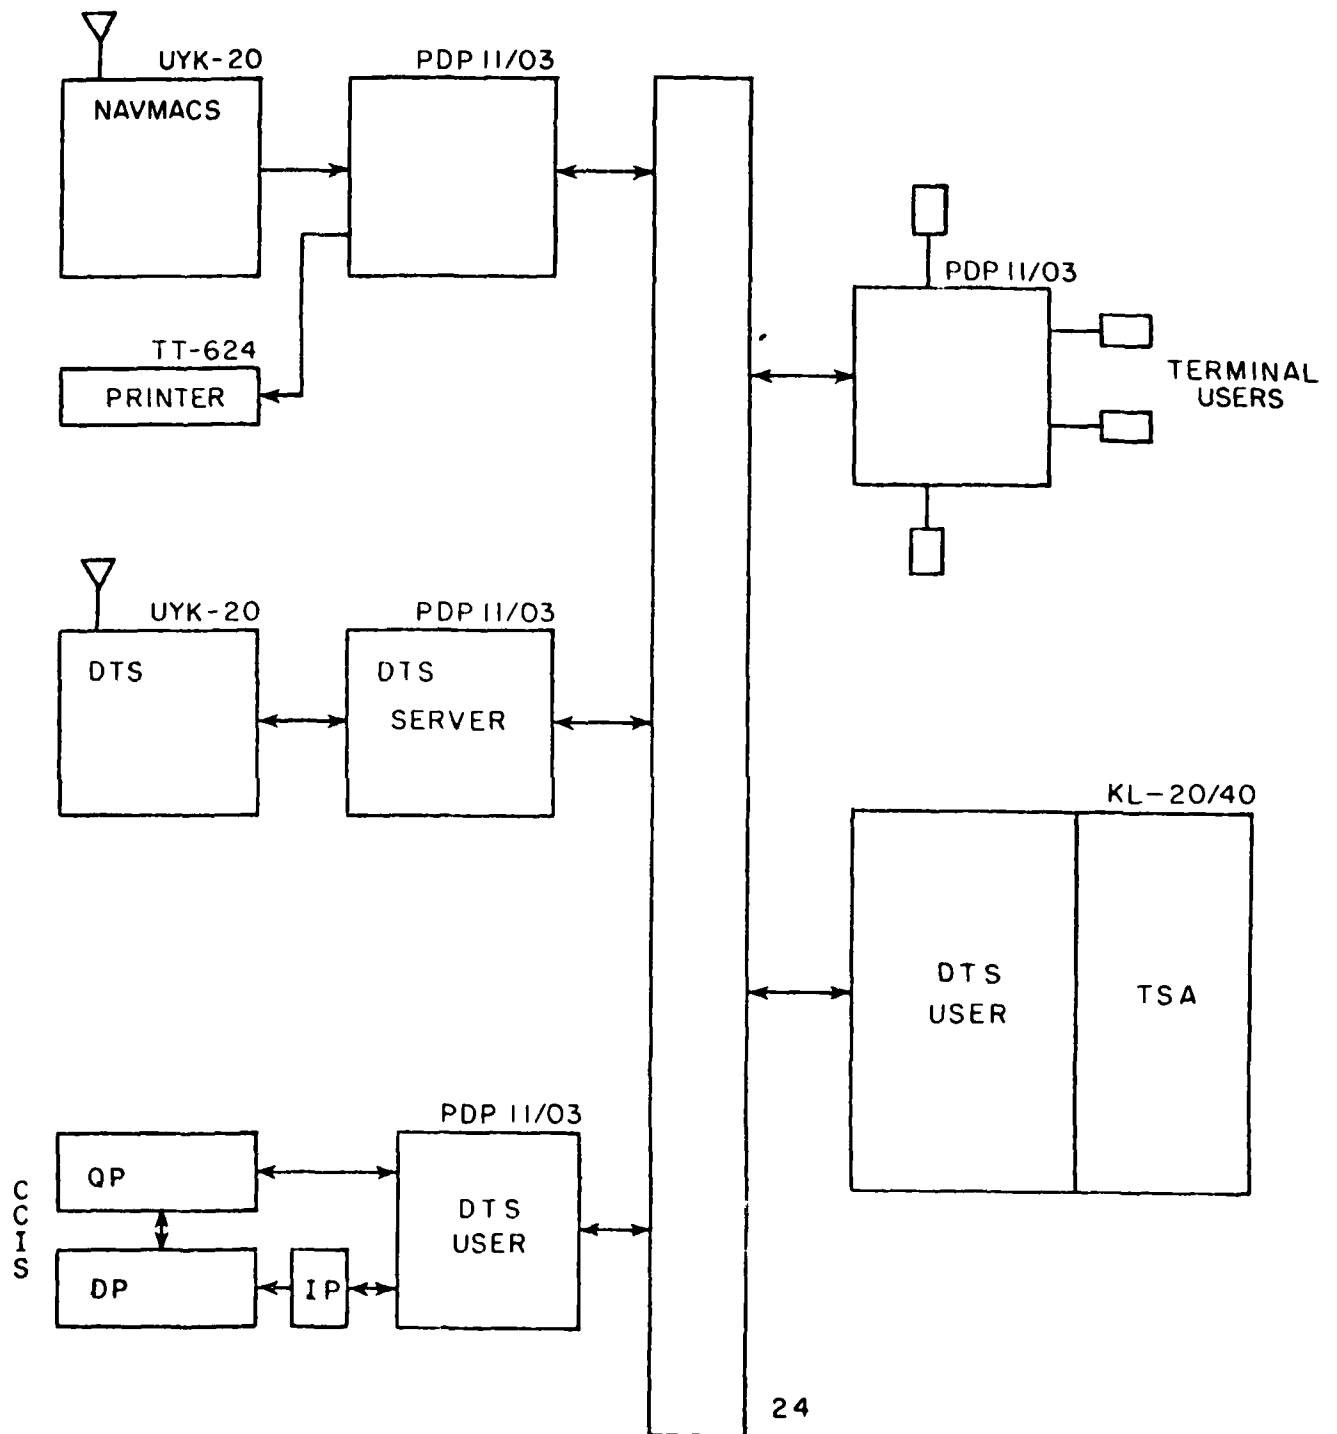 UYK-20
NAVMACS
PDP 11/03
TT-624
PRINTER
PDP 11/03
TERMINAL
USERS
UYK-20
DTS
PDP 11/03
DTS
SERVER
KL-20/40
DTS
USER
TSA
PDP 11/03
DTS
USER
CCIS
QP
DP
IP
24